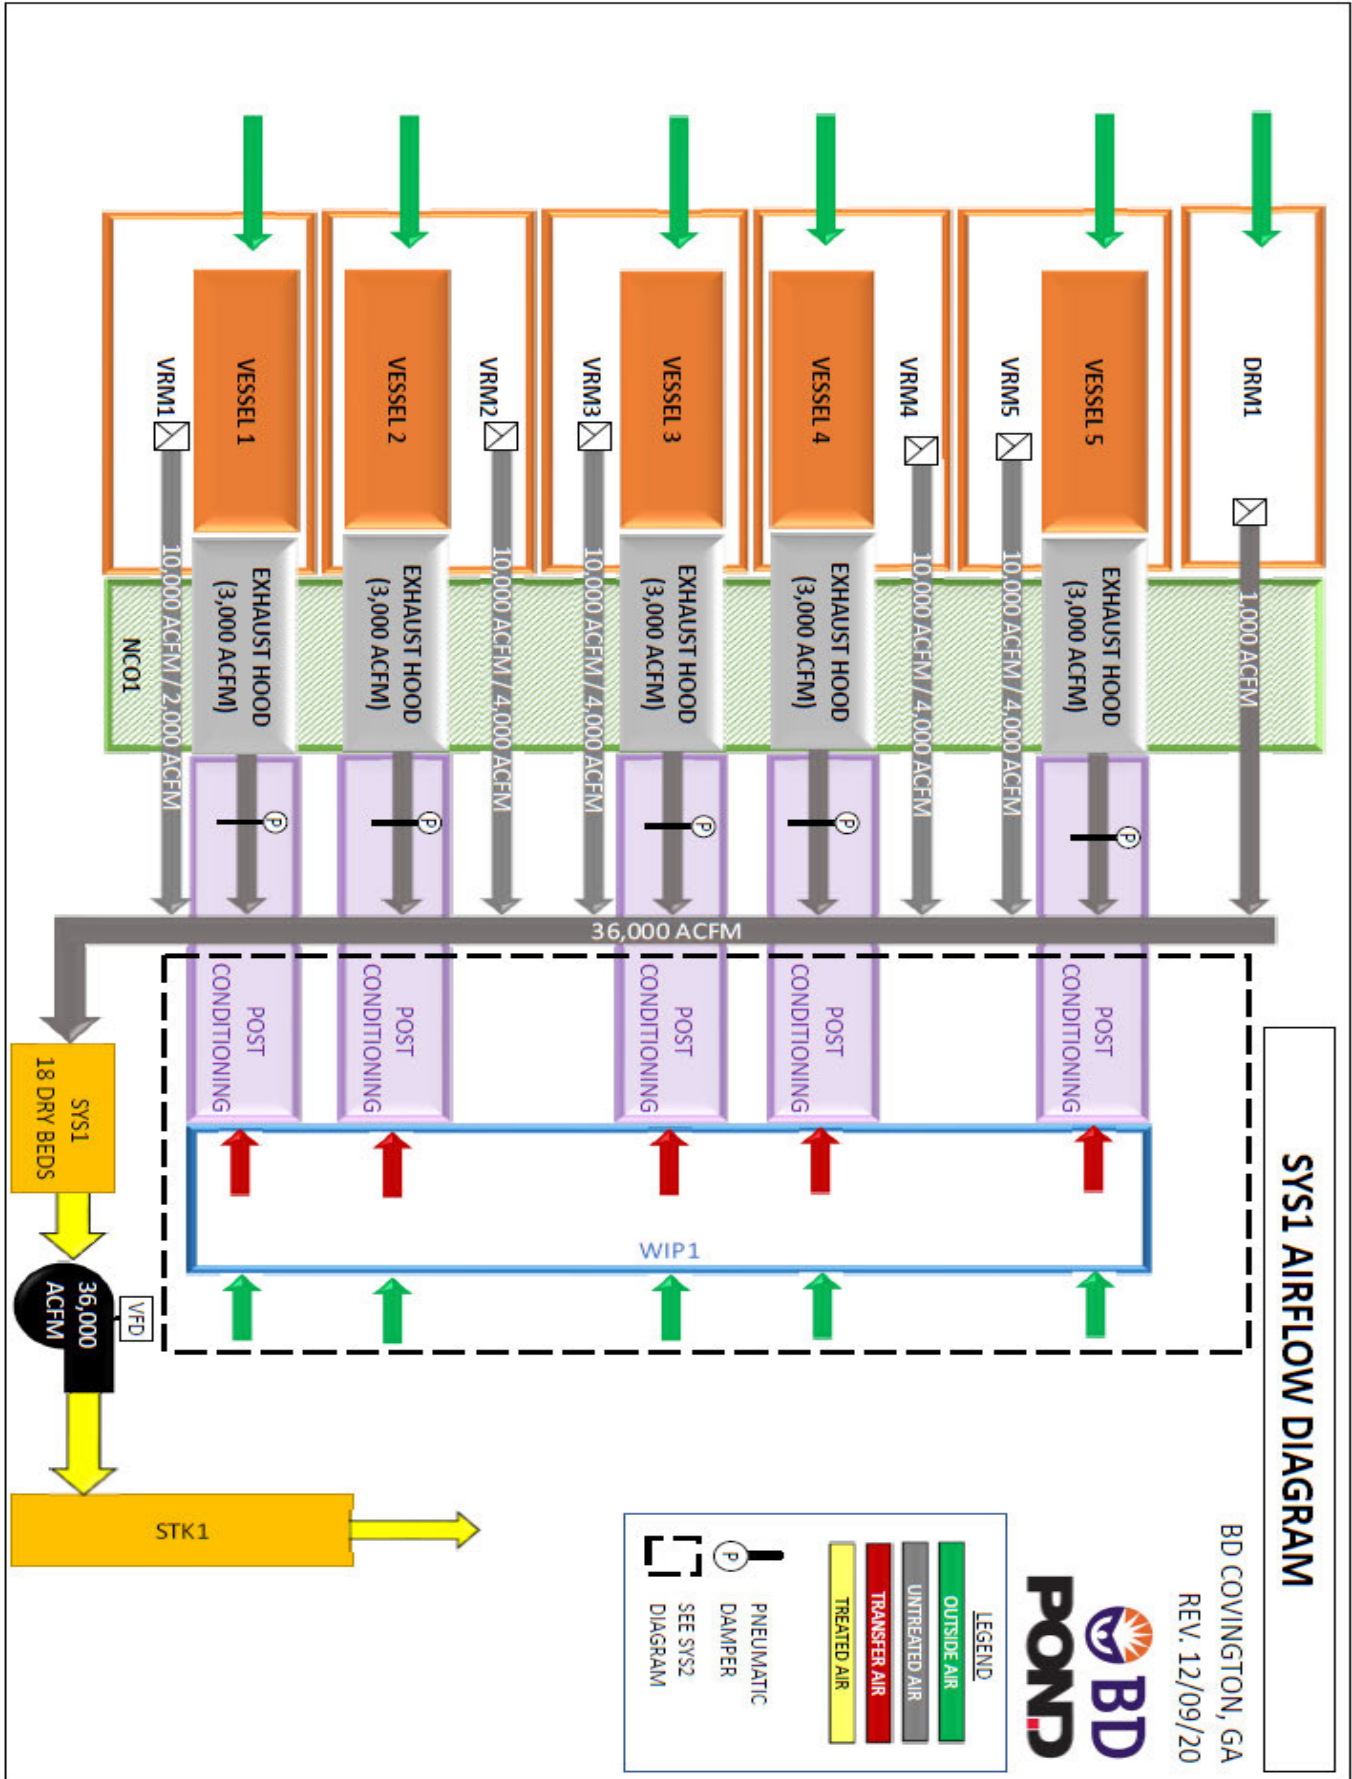 SYS1 AIRFLOW DIAGRAM
BD COVINGTON, GA
REV. 12/09/20
BD
POND
DRM1
1,000 ACFM
VESSEL 5
EXHAUST HOOD
(3,000 ACFM)
P
POST
CONDITIONING
VRM5
10,000 ACFM / 4,000 ACFM
VRM4
10,000 ACFM / 4,000 ACFM
VESSEL 4
EXHAUST HOOD
(3,000 ACFM)
P
POST
CONDITIONING
VESSEL 3
EXHAUST HOOD
(3,000 ACFM)
P
POST
CONDITIONING
VRM3
10,000 ACFM / 4,000 ACFM
VRM2
10,000 ACFM / 4,000 ACFM
VESSEL 2
EXHAUST HOOD
(3,000 ACFM)
P
POST
CONDITIONING
VESSEL 1
EXHAUST HOOD
(3,000 ACFM)
P
POST
CONDITIONING
VRM1
10,000 ACFM / 2,000 ACFM
NCO1
36,000 ACFM
WIP1
SYS1
18 DRY BEDS
VFD
36,000
ACFM
STK1
LEGEND
OUTSIDE AIR
UNTREATED AIR
TRANSFER AIR
TREATED AIR
P
PNEUMATIC
DAMPER
SEE SYS2
DIAGRAM